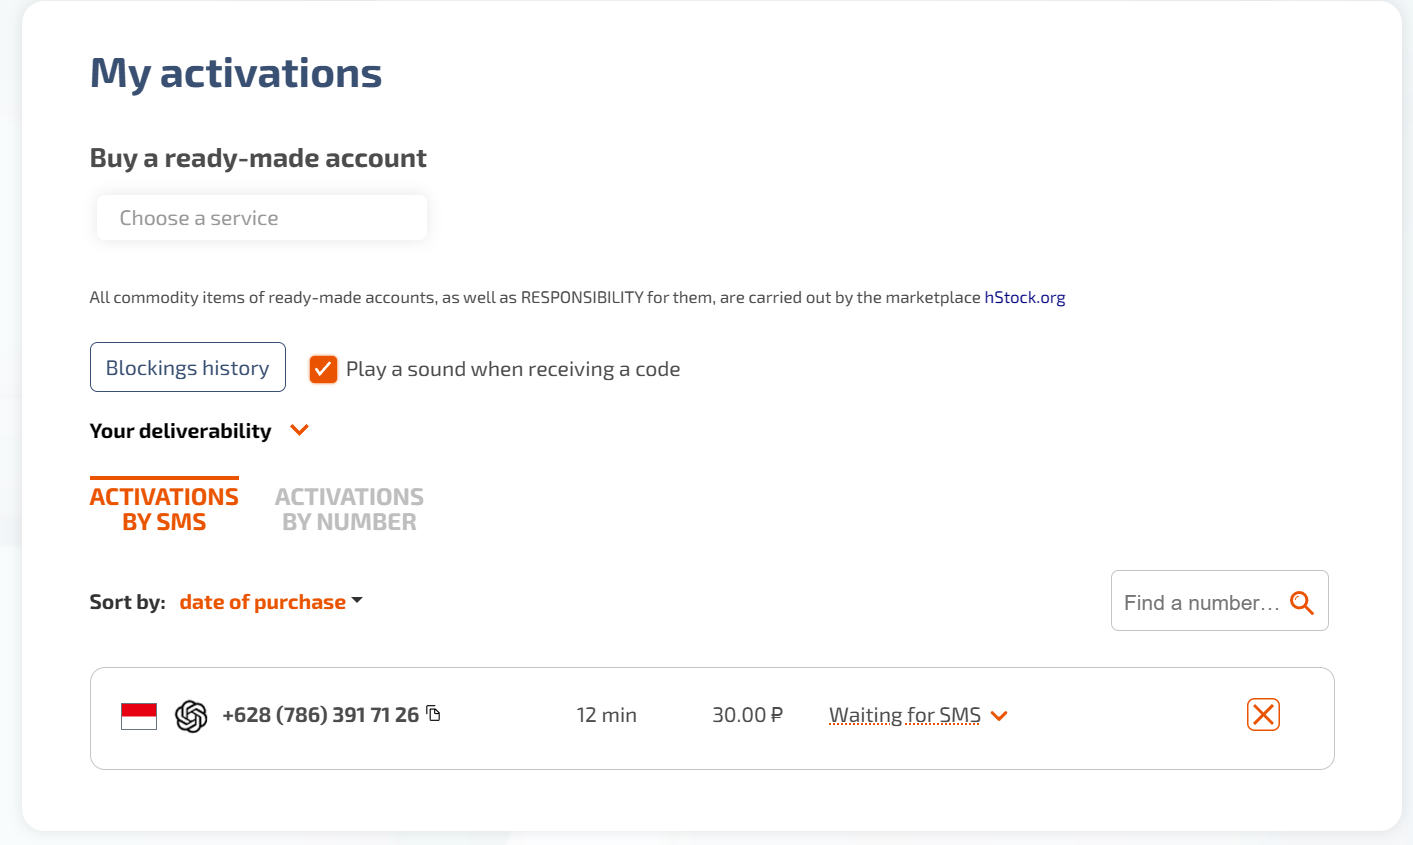 My activations
Buy a ready-made account
Choose a service
All commodity items of ready-made accounts, as well as RESPONSIBILITY for them, are carried out by the marketplace hStock.org
Blockings history
Play a sound when receiving a code
Your deliverability
ACTIVATIONS
BY SMS
ACTIVATIONS
BY NUMBER
Sort by: date of purchase
Find a number...
+628 (786) 391 71 26 12 min 30.00 ₽ Waiting for SMS